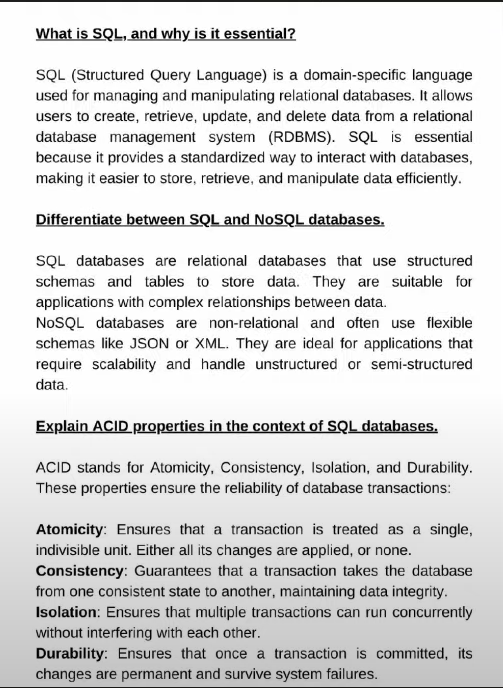 What is SQL, and why is it essential?
SQL (Structured Query Language) is a domain-specific language
used for managing and manipulating relational databases. It allows
users to create, retrieve, update, and delete data from a relational
database management system (RDBMS). SQL is essential
because it provides a standardized way to interact with databases,
making it easier to store, retrieve, and manipulate data efficiently.
Differentiate between SQL and NoSQL databases.
SQL databases are relational databases that use structured
schemas and tables to store data. They are suitable for
applications with complex relationships between data.
NoSQL databases are non-relational and often use flexible
schemas like JSON or XML. They are ideal for applications that
require scalability and handle unstructured or semi-structured
data.
Explain ACID properties in the context of SQL databases.
ACID stands for Atomicity, Consistency, Isolation, and Durability.
These properties ensure the reliability of database transactions:
Atomicity: Ensures that a transaction is treated as a single,
indivisible unit. Either all its changes are applied, or none.
Consistency: Guarantees that a transaction takes the database
from one consistent state to another, maintaining data integrity.
Isolation: Ensures that multiple transactions can run concurrently
without interfering with each other.
Durability: Ensures that once a transaction is committed, its
changes are permanent and survive system failures.